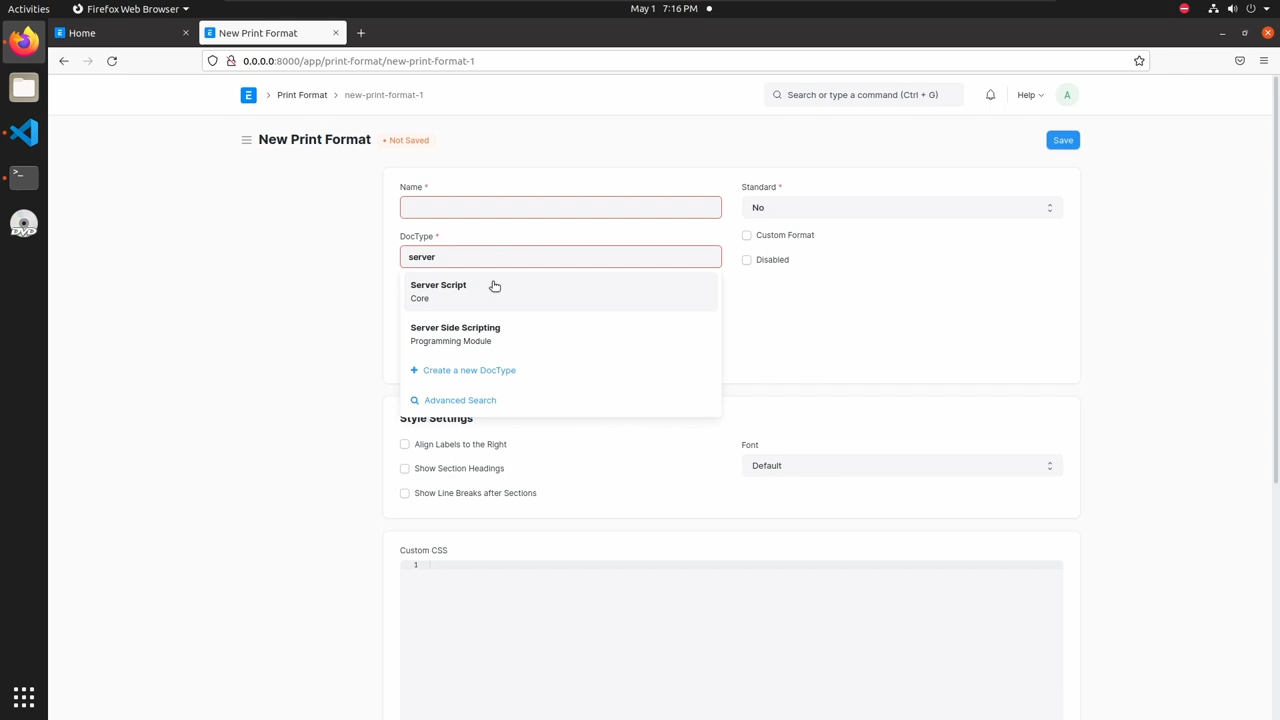 Activities
Firefox Web Browser
May 1 7:16 PM
Home
New Print Format
0.0.0.0:8000/app/print-format/new-print-format-1
E
Print Format
new-print-format-1
Search or type a command (Ctrl + G)
Help
A
New Print Format
Not Saved
Save
Name *
Standard *
No
DocType *
Custom Format
server
Disabled
Server Script
Core
Server Side Scripting
Programming Module
Create a new DocType
Advanced Search
Style Settings
Align Labels to the Right
Font
Default
Show Section Headings
Show Line Breaks after Sections
Custom CSS
1
DVD